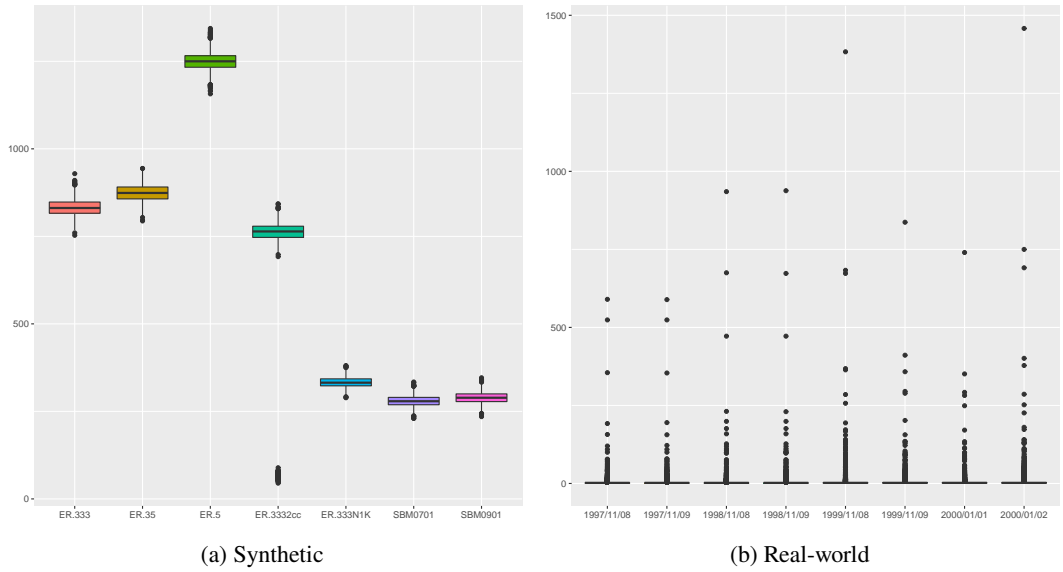 1000
500
0
ER.333 ER.35 ER.5 ER.3332cc ER.333N1K SBM0701 SBM0901
(a) Synthetic
1500
1000
500
0
1997/11/08 1997/11/09 1998/11/08 1998/11/09 1999/11/08 1999/11/09 2000/01/01 2000/01/02
(b) Real-world